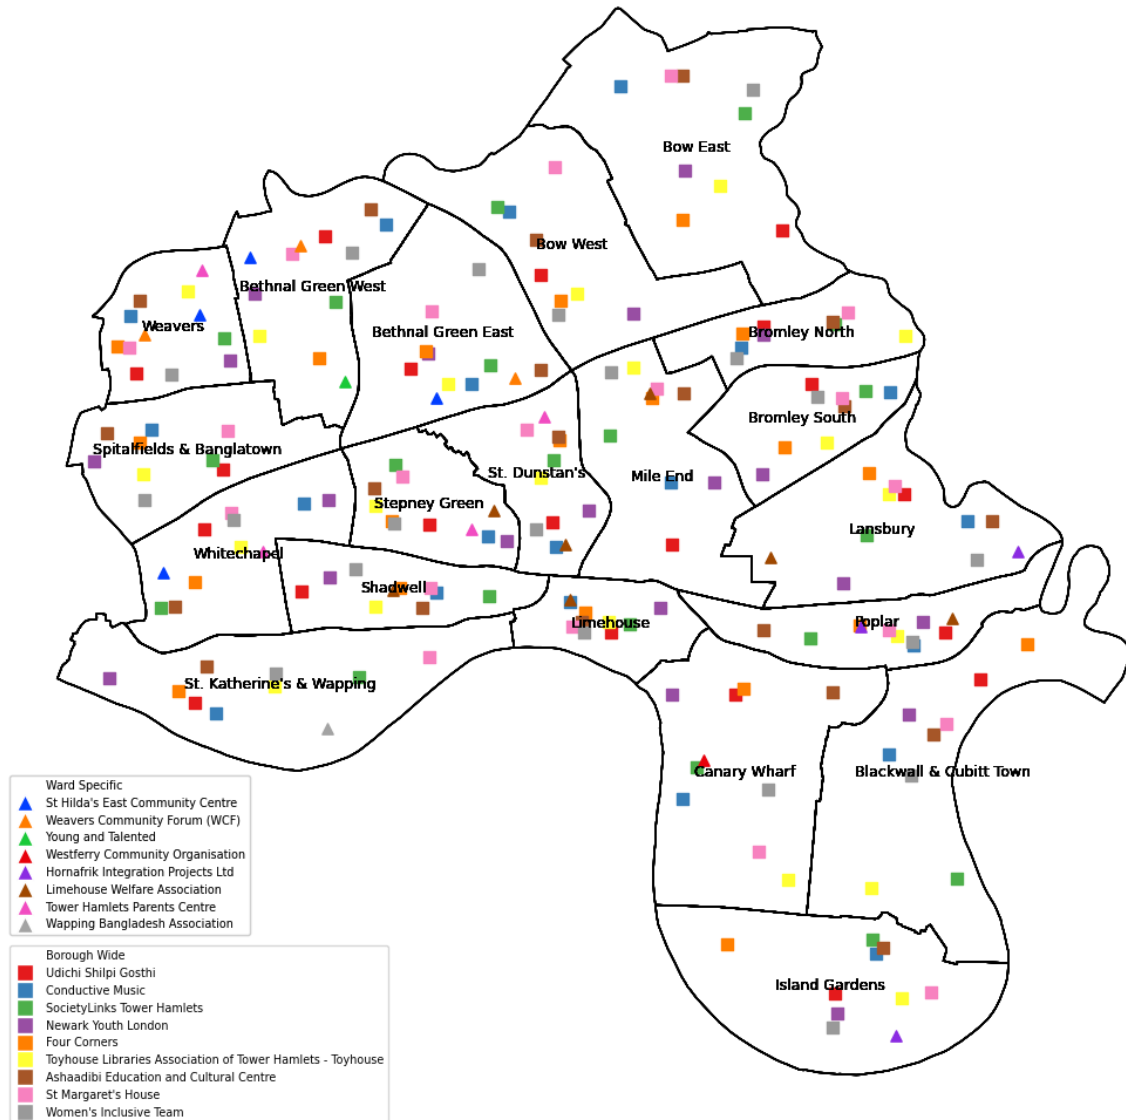 Bow East
Bow West
Bethnal Green West
Weavers
Bethnal Green East
Bromley North
Bromley South
Spitalfields & Banglatown
St. Dunstan's
Mile End
Stepney Green
Lansbury
Whitechapel
Shadwell
Limehouse
Poplar
St. Katherine's & Wapping
Canary Wharf
Blackwall & Cubitt Town
Island Gardens
Ward Specific
St Hilda's East Community Centre
Weavers Community Forum (WCF)
Young and Talented
Westferry Community Organisation
Hornafrik Integration Projects Ltd
Limehouse Welfare Association
Tower Hamlets Parents Centre
Wapping Bangladesh Association
Borough Wide
Udichi Shilpi Gosthi
Conductive Music
SocietyLinks Tower Hamlets
Newark Youth London
Four Corners
Toyhouse Libraries Association of Tower Hamlets - Toyhouse
Ashaadibi Education and Cultural Centre
St Margaret's House
Women's Inclusive Team